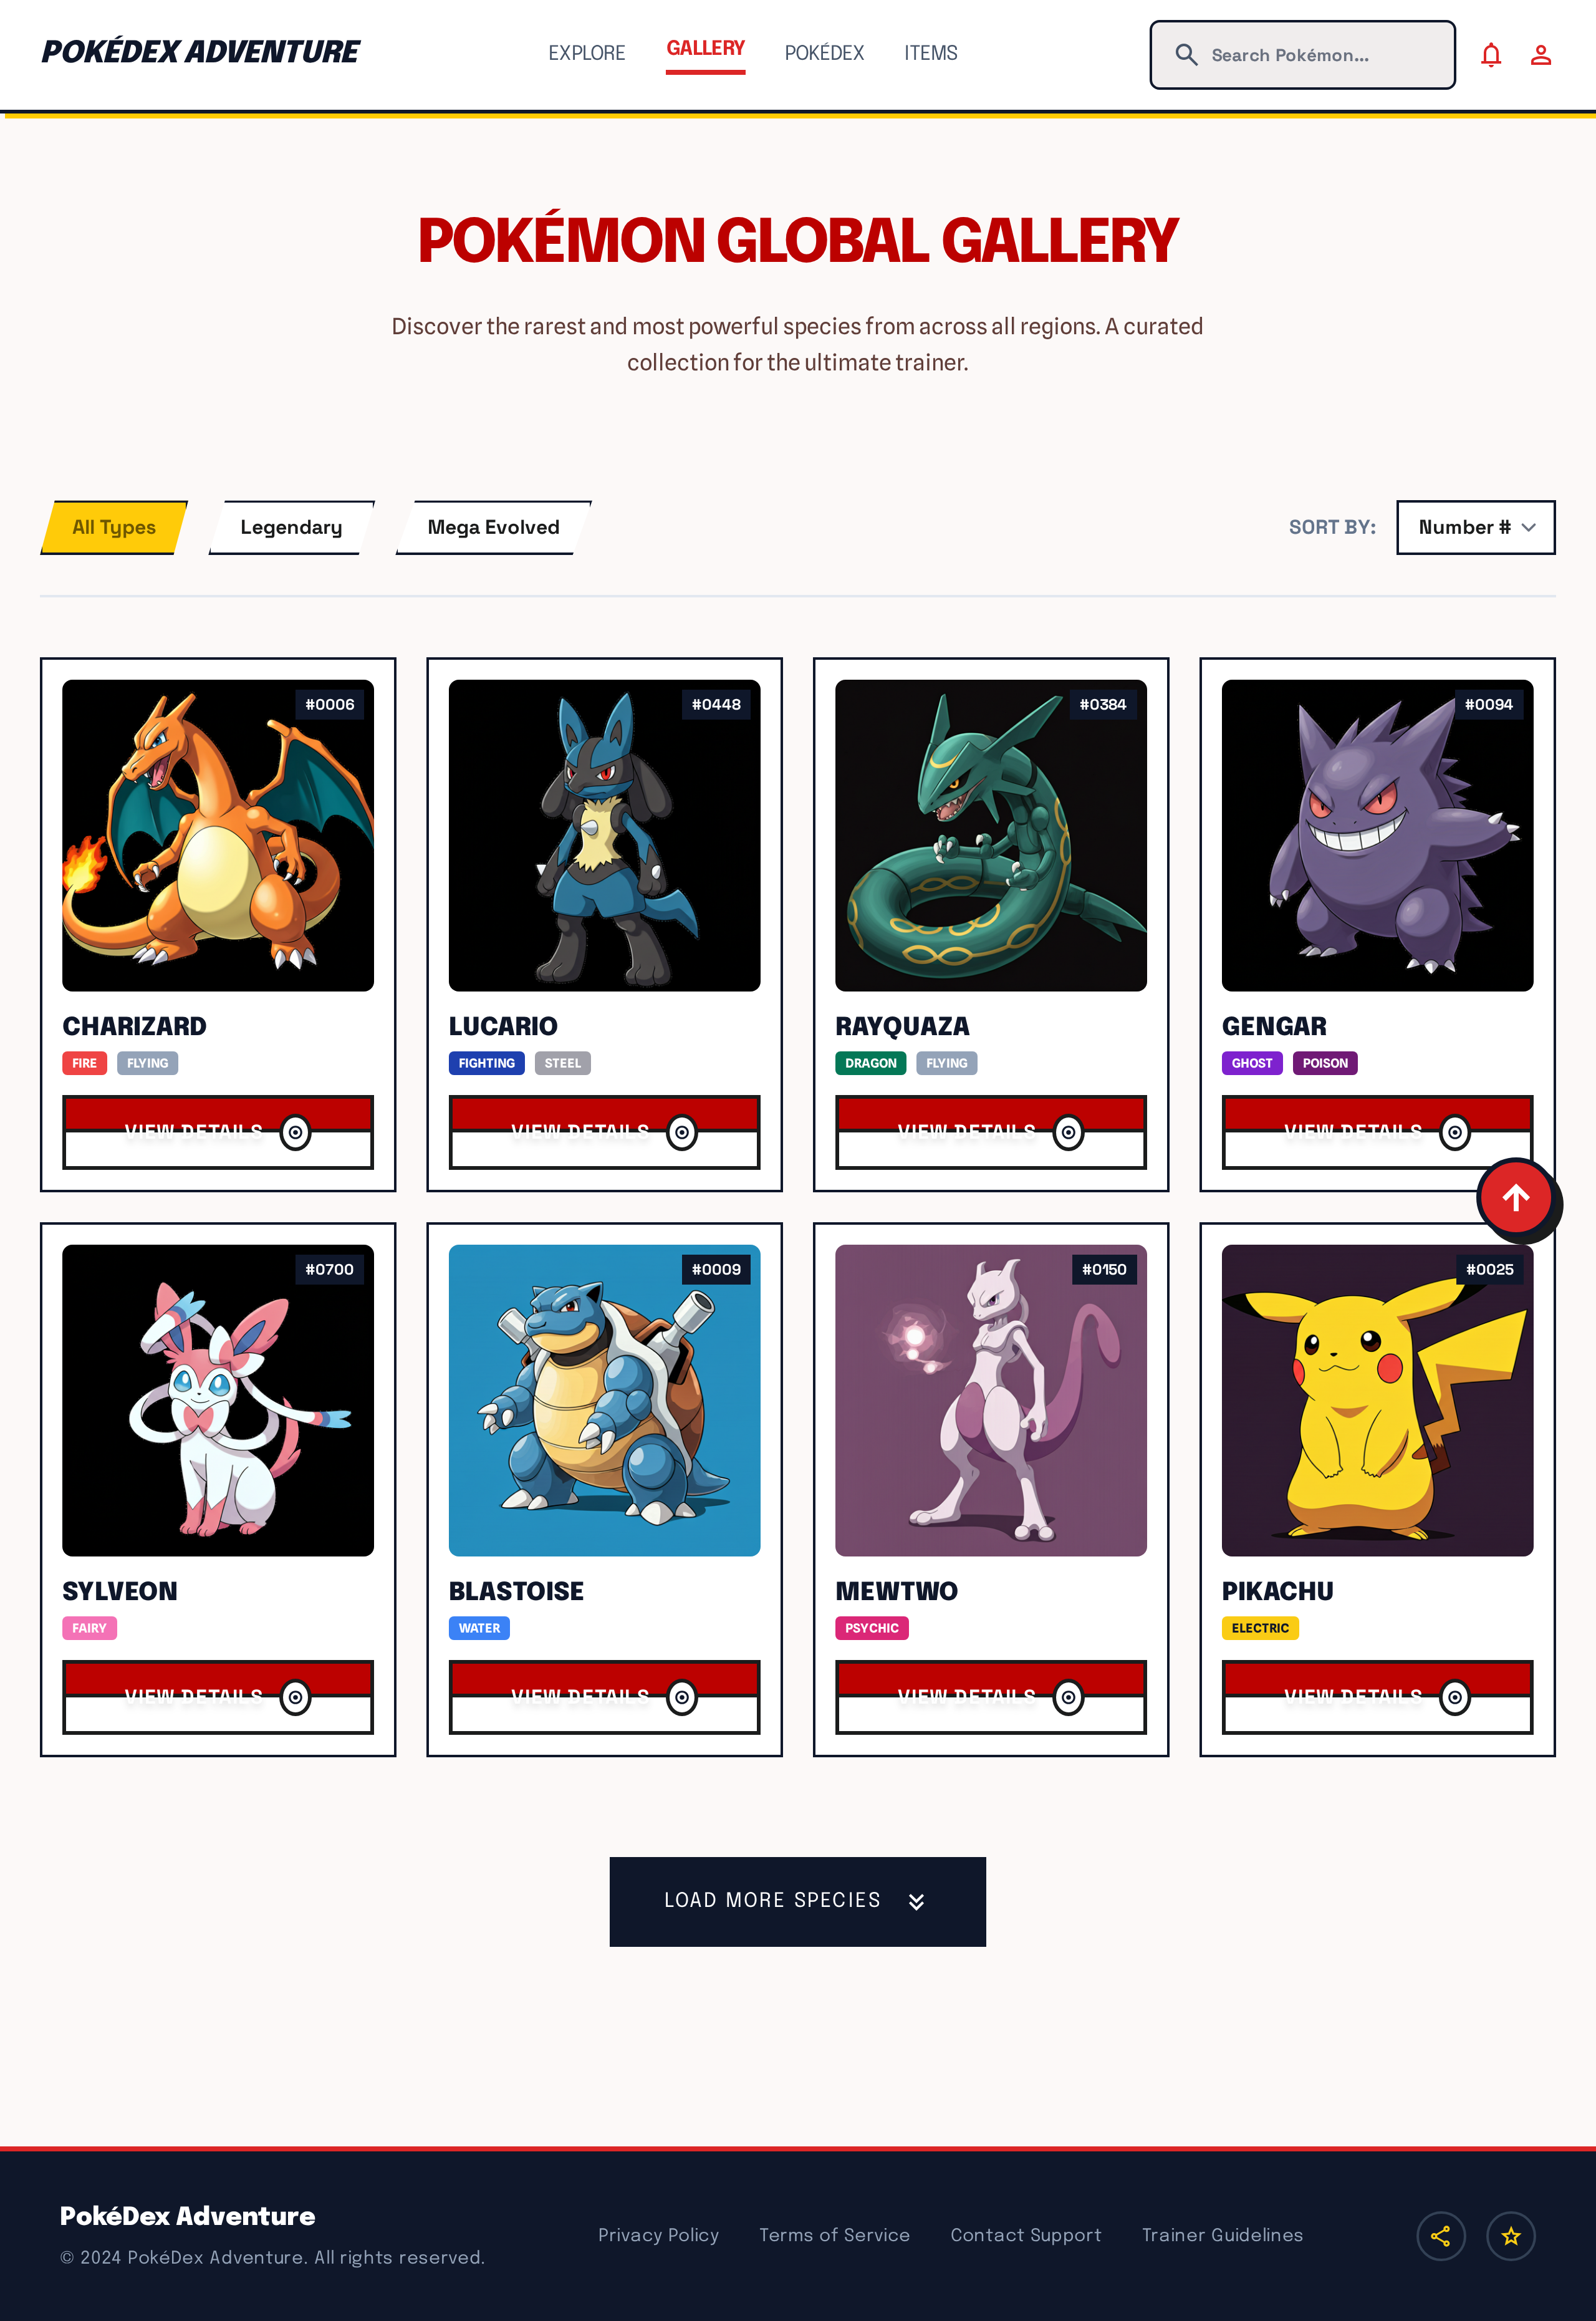 POKÉDEX ADVENTURE
EXPLORE
GALLERY
POKÉDEX
ITEMS
Search Pokémon...
POKÉMON GLOBAL GALLERY
Discover the rarest and most powerful species from across all regions. A curated
collection for the ultimate trainer.
All Types
Legendary
Mega Evolved
SORT BY:
Number #
#0006
#0448
#0384
#0094
CHARIZARD
LUCARIO
RAYQUAZA
GENGAR
FIRE
FLYING
FIGHTING
STEEL
DRAGON
FLYING
GHOST
POISON
VIEW DETAILS
VIEW DETAILS
VIEW DETAILS
VIEW DETAILS
#0700
#0009
#0150
#0025
SYLVEON
BLASTOISE
MEWTWO
PIKACHU
FAIRY
WATER
PSYCHIC
ELECTRIC
VIEW DETAILS
VIEW DETAILS
VIEW DETAILS
VIEW DETAILS
LOAD MORE SPECIES
PokéDex Adventure
© 2024 PokéDex Adventure. All rights reserved.
Privacy Policy
Terms of Service
Contact Support
Trainer Guidelines